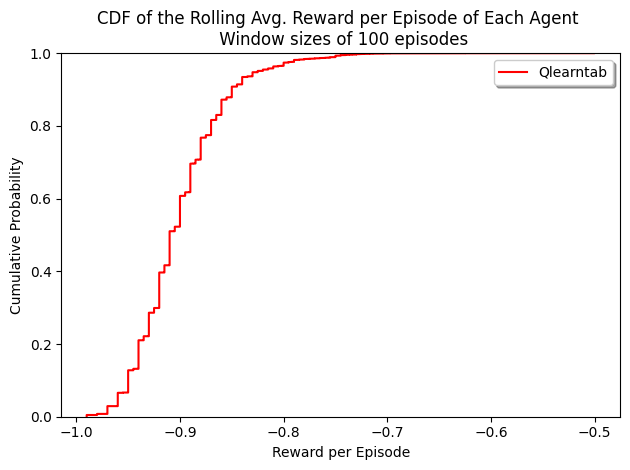 CDF of the Rolling Avg. Reward per Episode of Each Agent
Window sizes of 100 episodes
Qlearntab
Cumulative Probability
1.0
0.8
0.6
0.4
0.2
0.0
−1.0 −0.9 −0.8 −0.7 −0.6 −0.5
Reward per Episode